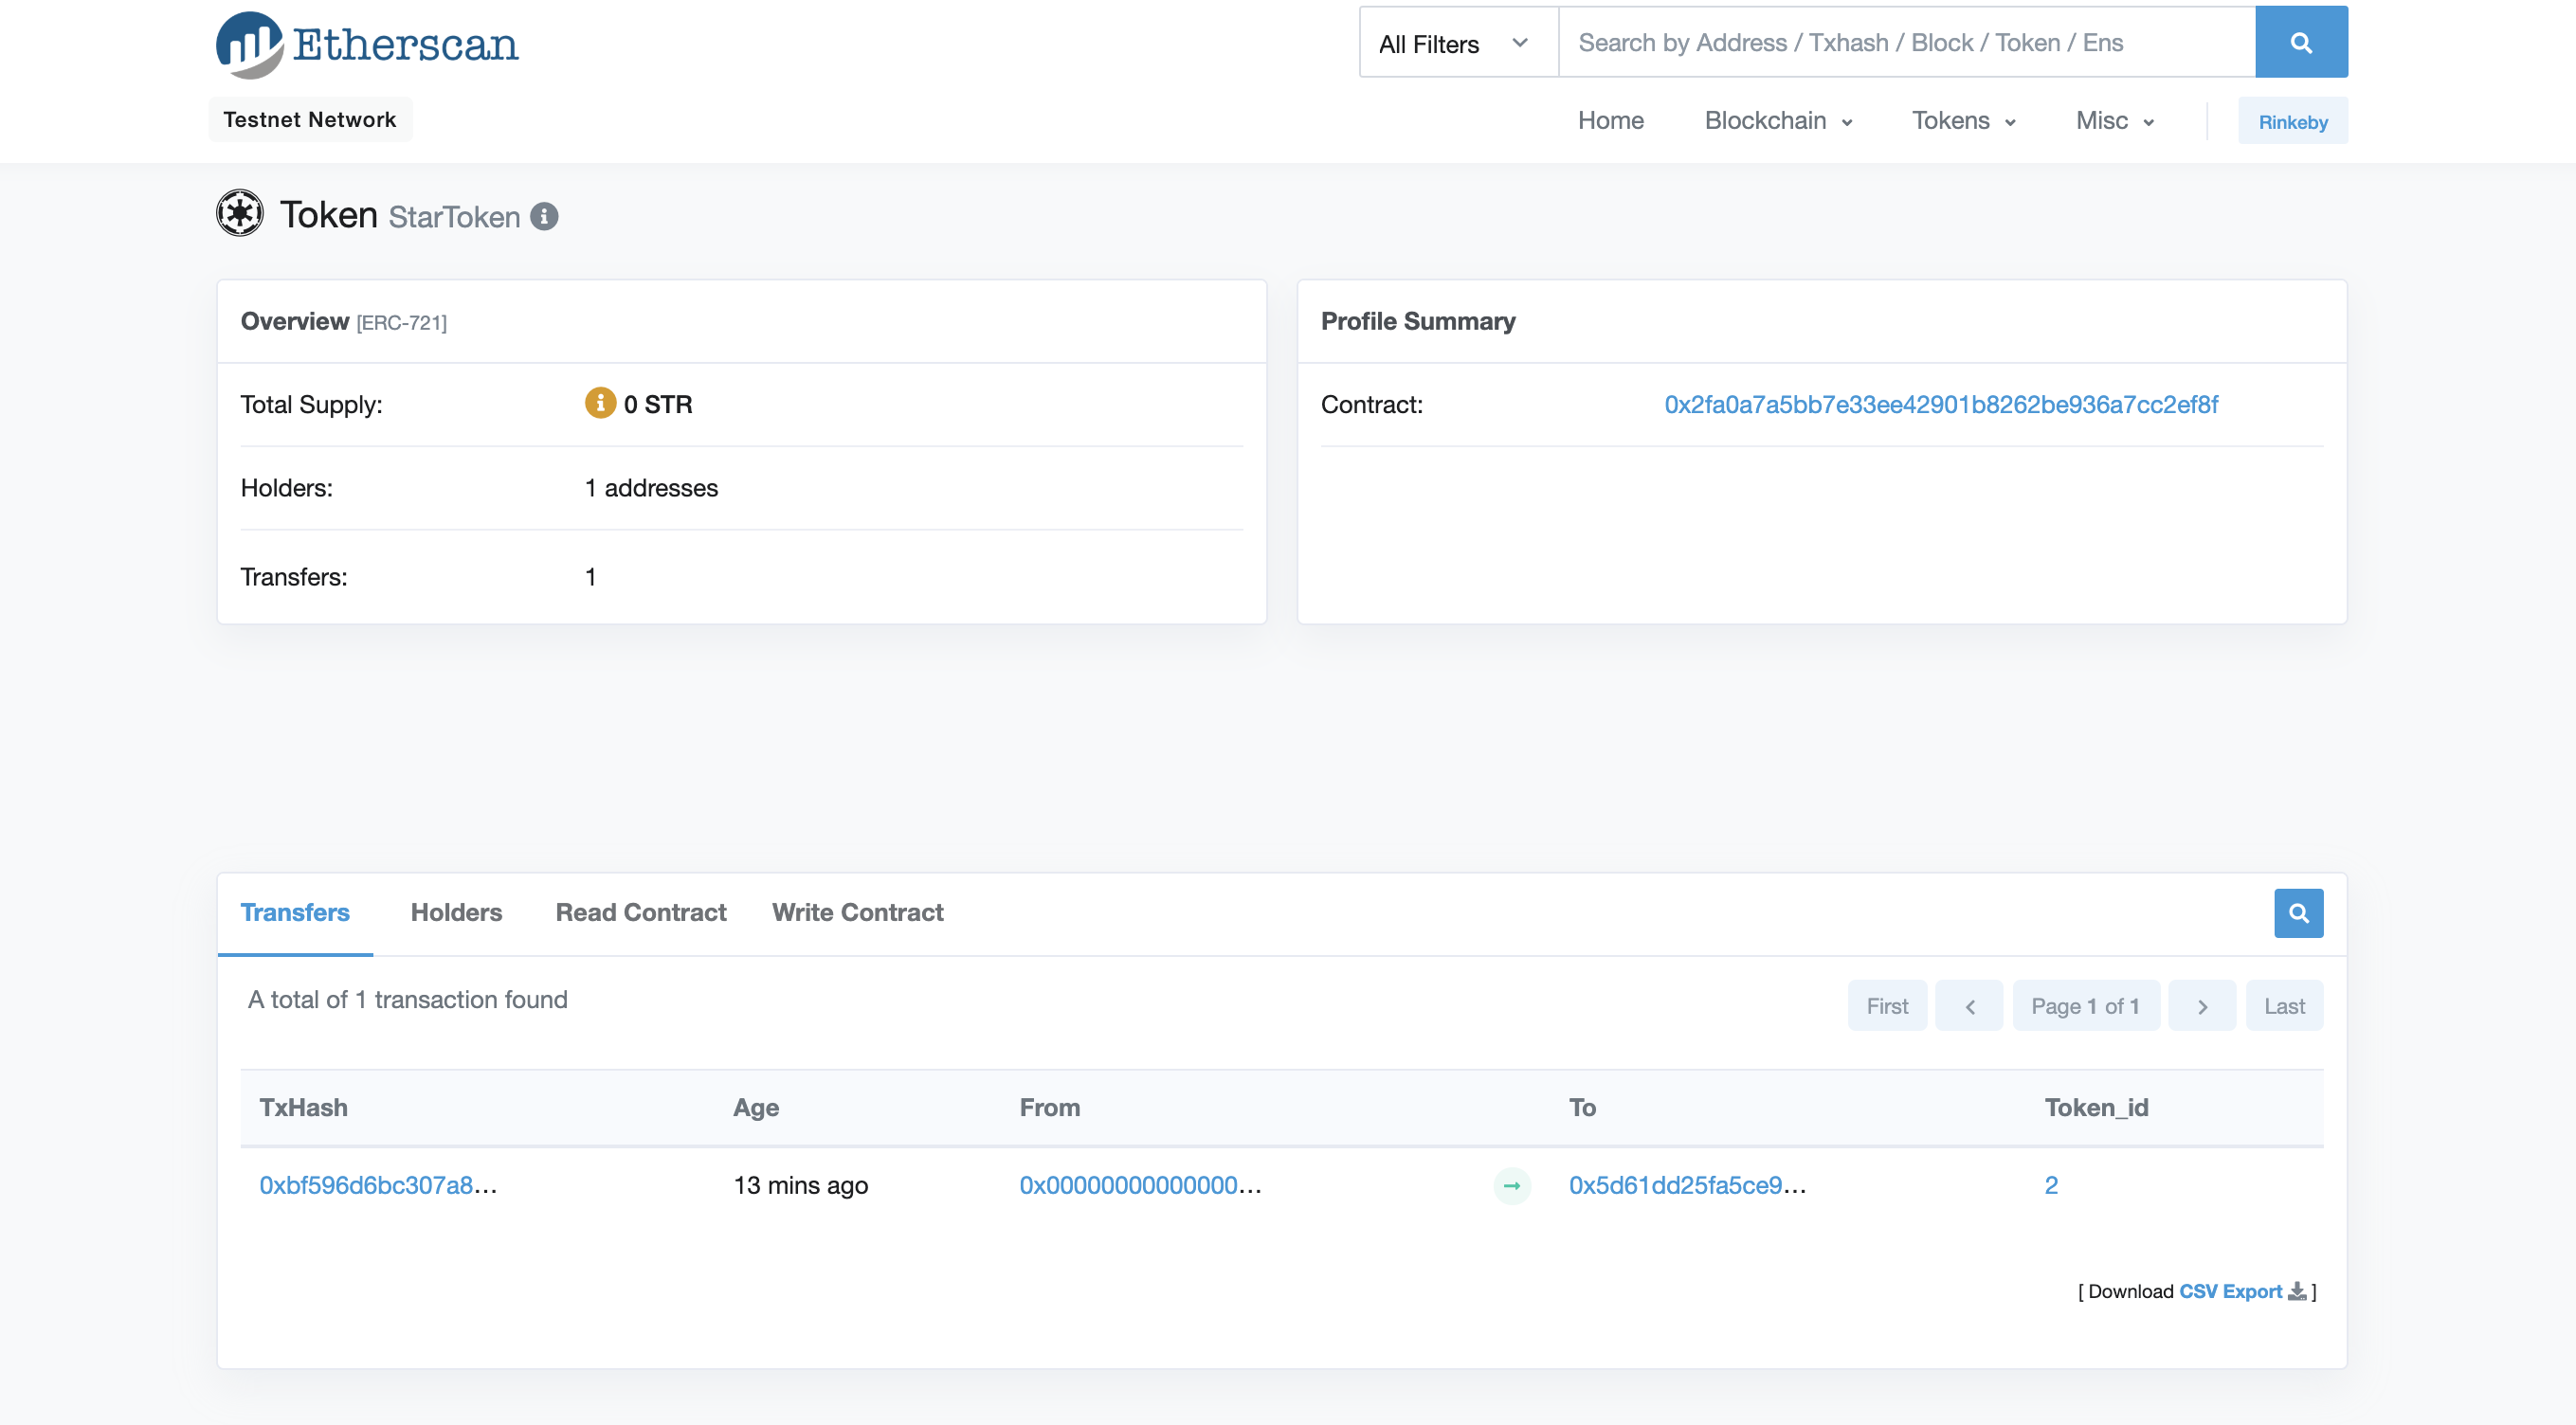 Etherscan
All Filters
Search by Address / Txhash / Block / Token / Ens
Testnet Network
Home
Blockchain
Tokens
Misc
Rinkeby
Token StarToken
Overview [ERC-721]
Total Supply: 0 STR
Holders: 1 addresses
Transfers: 1
Profile Summary
Contract: 0x2fa0a7a5bb7e33ee42901b8262be936a7cc2ef8f
Transfers Holders Read Contract Write Contract
A total of 1 transaction found
First Page 1 of 1 Last
TxHash Age From To Token_id
0xbf596d6bc307a8... 13 mins ago 0x00000000000000... 0x5d61dd25fa5ce9... 2
[ Download CSV Export ]